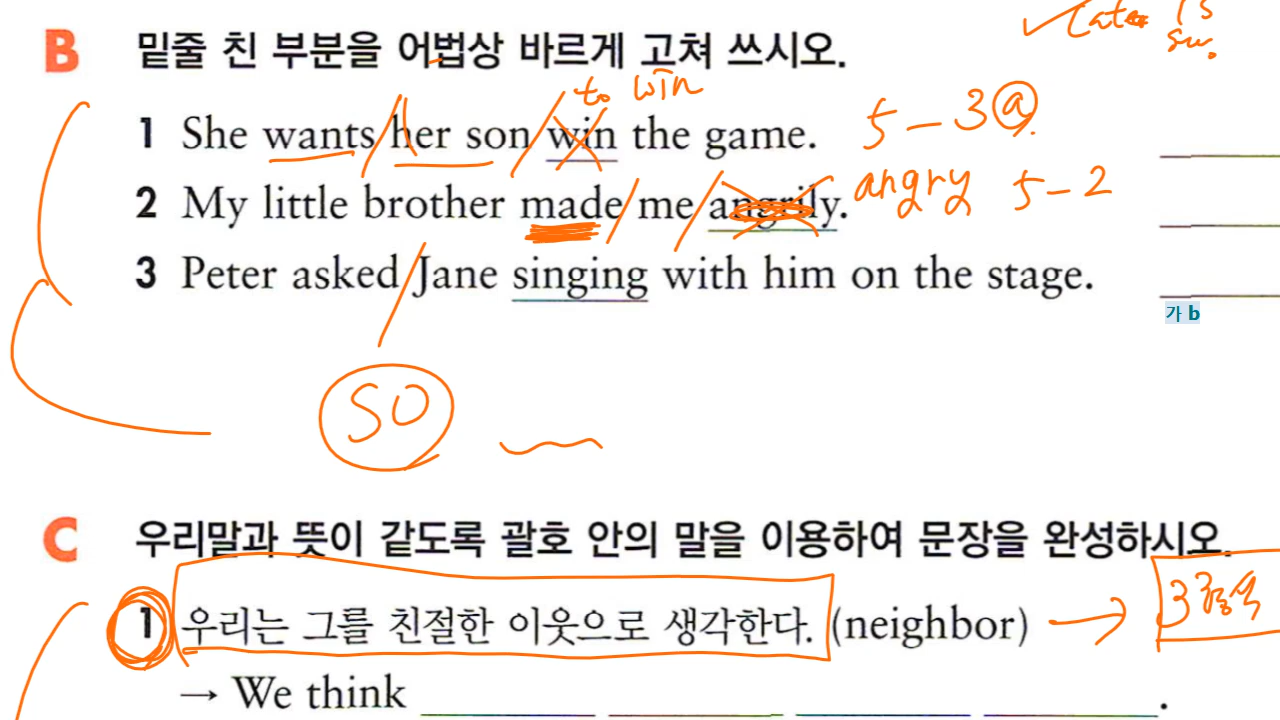 B 밑줄 친 부분을 어법상 바르게 고쳐 쓰시오.
to win
1 She wants her son win the game. 5-3ⓐ
2 My little brother made me angrily. angry 5-2
3 Peter asked Jane singing with him on the stage.
가 b
SO
C 우리말과 뜻이 같도록 괄호 안의 말을 이용하여 문장을 완성하시오.
1 우리는 그를 친절한 이웃으로 생각한다. (neighbor) → 3
→ We think ____ ____ ____ ____.